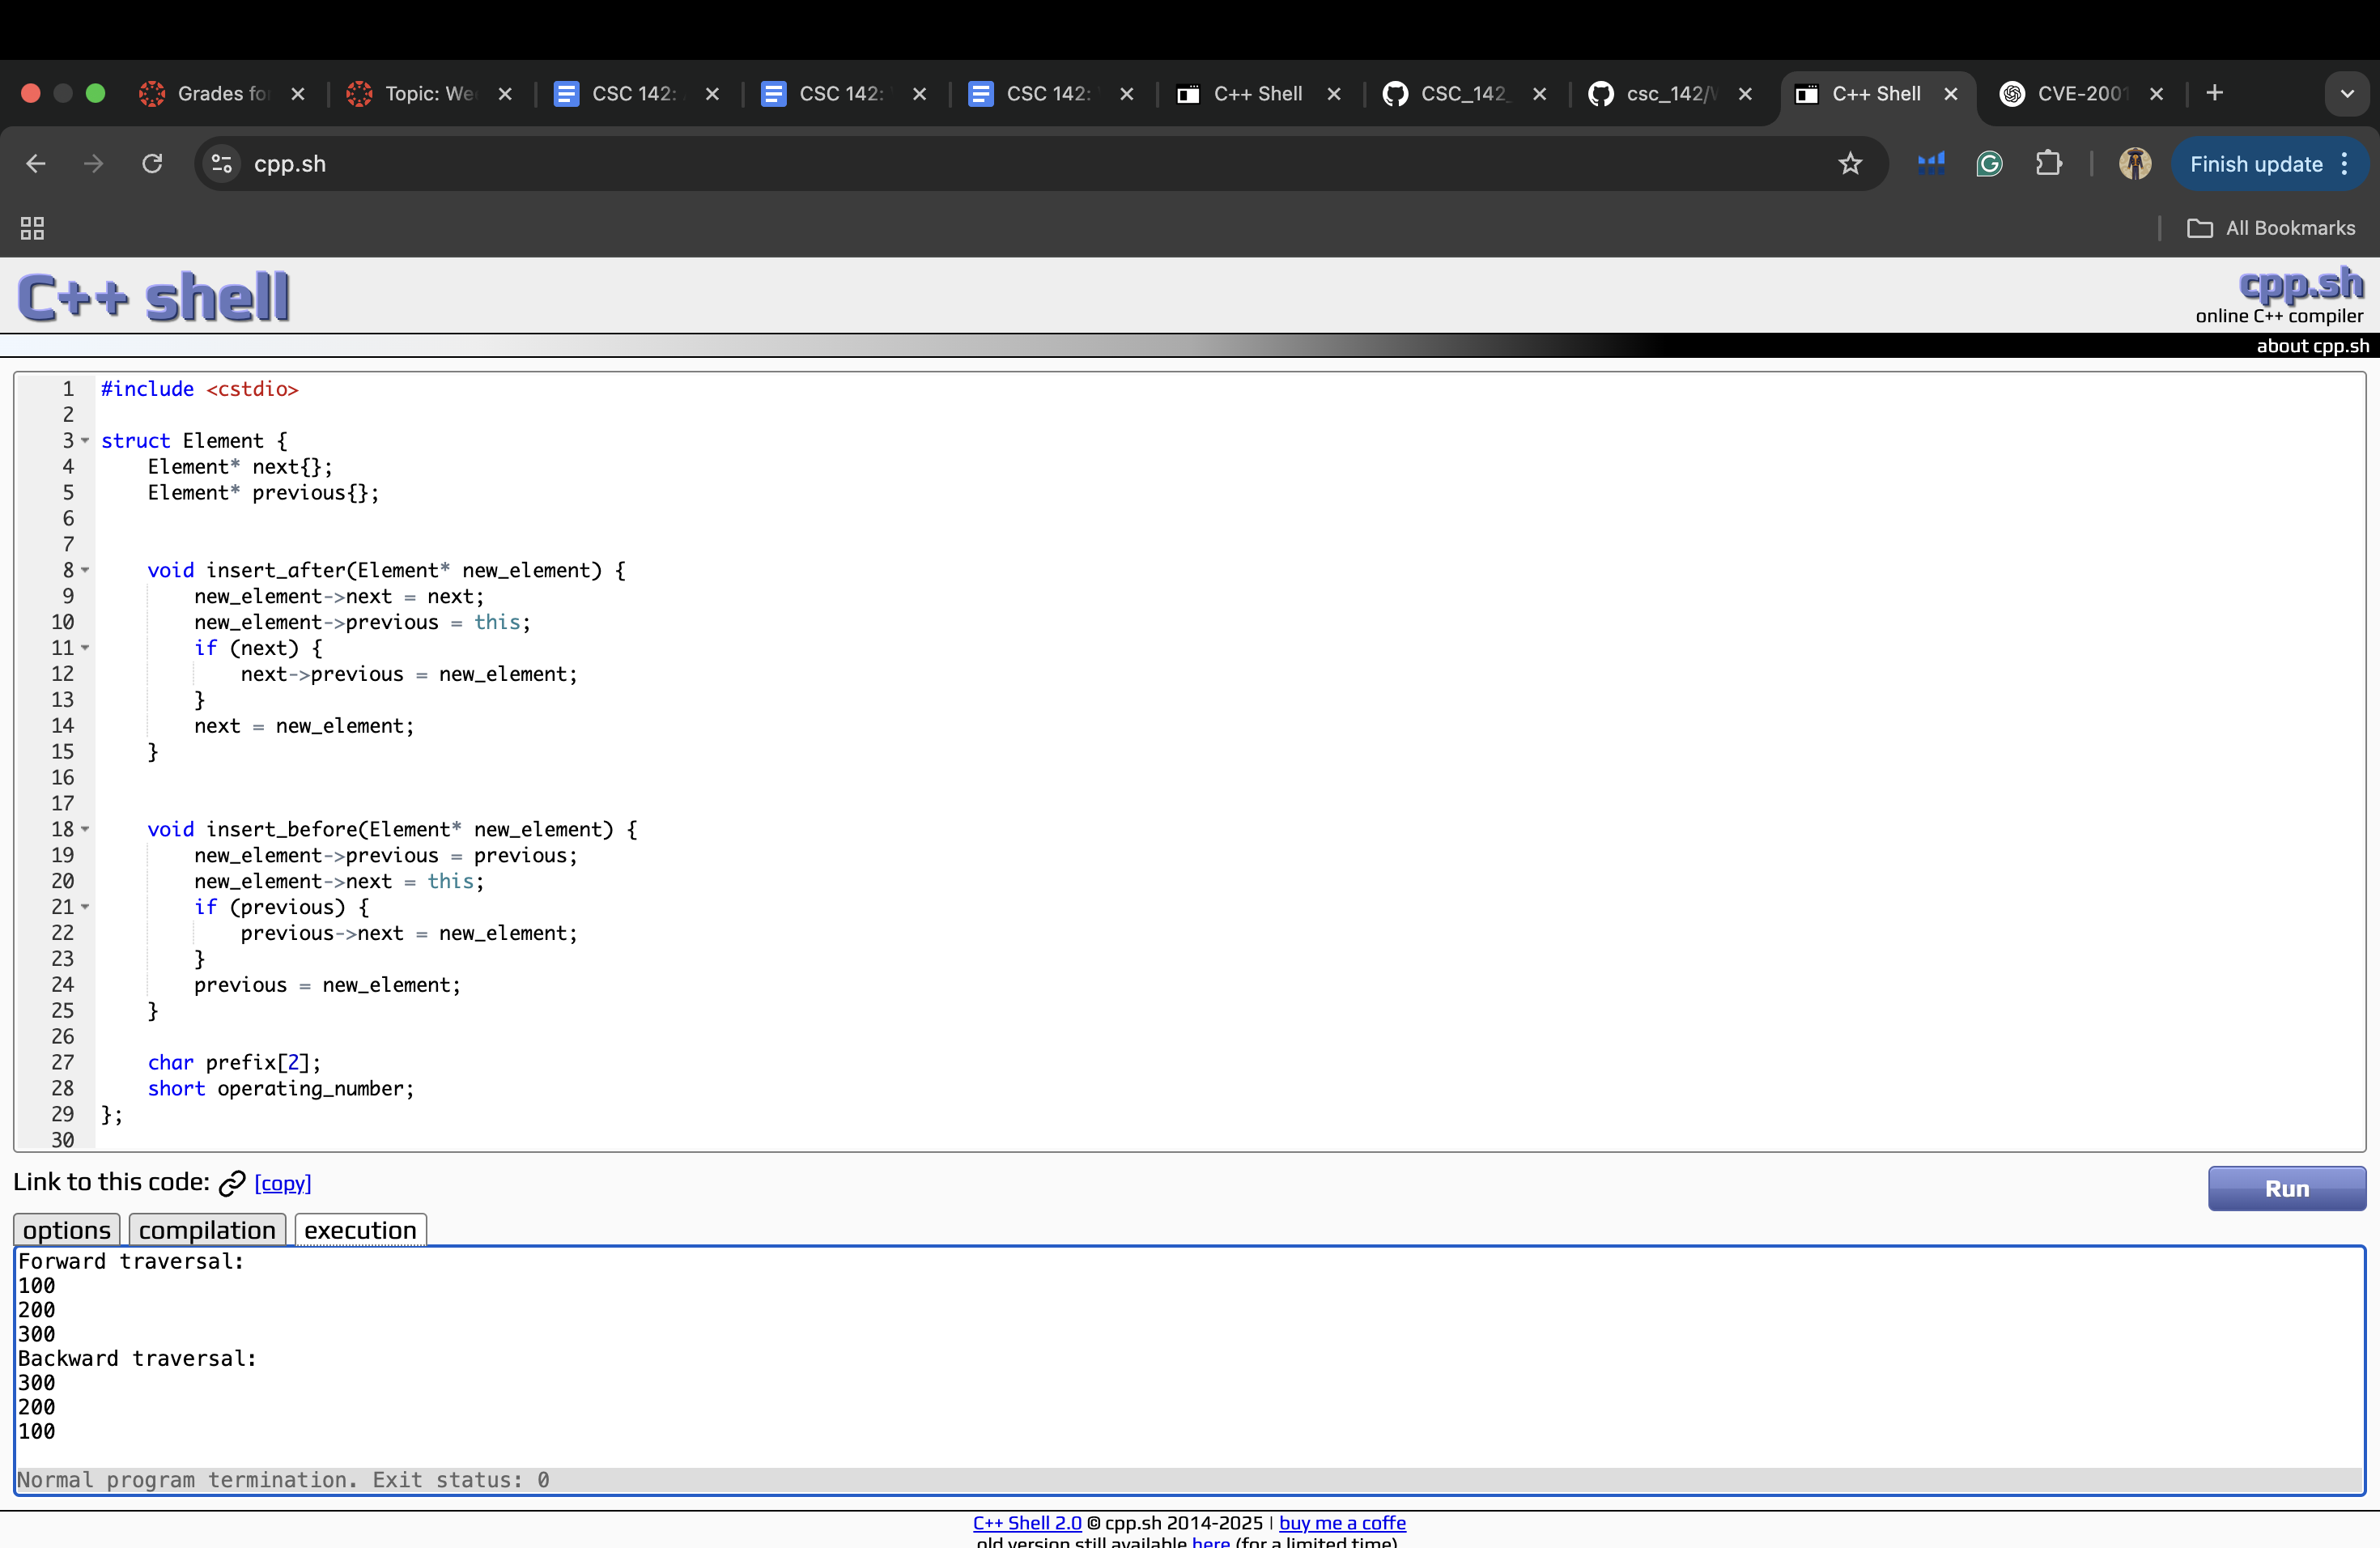 Grades for
Topic: We
CSC 142:
CSC 142:
CSC 142:
C++ Shell
CSC_142_
csc_142/
C++ Shell
CVE-2001
cpp.sh
Finish update
All Bookmarks
C++ shell
cpp.sh
online C++ compiler
about cpp.sh
1 #include <cstdio>
2
3 struct Element {
4     Element* next{};
5     Element* previous{};
6
7
8     void insert_after(Element* new_element) {
9         new_element->next = next;
10         new_element->previous = this;
11         if (next) {
12             next->previous = new_element;
13         }
14         next = new_element;
15     }
16
17
18     void insert_before(Element* new_element) {
19         new_element->previous = previous;
20         new_element->next = this;
21         if (previous) {
22             previous->next = new_element;
23         }
24         previous = new_element;
25     }
26
27     char prefix[2];
28     short operating_number;
29 };
30
Link to this code: [copy]
Run
options compilation execution
Forward traversal:
100
200
300
Backward traversal:
300
200
100
Normal program termination. Exit status: 0
C++ Shell 2.0 © cpp.sh 2014-2025 | buy me a coffe
old version still available here (for a limited time)